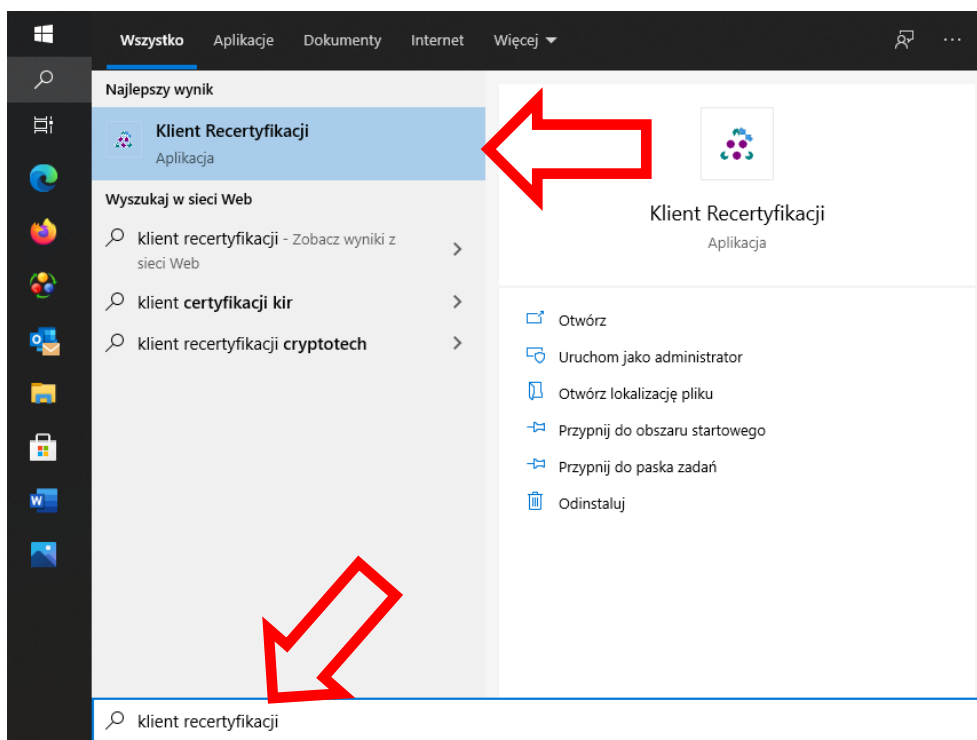 Wszystko Aplikacje Dokumenty Internet Więcej
Najlepszy wynik
Klient Recertyfikacji
Aplikacja
Wyszukaj w sieci Web
klient recertyfikacji - Zobacz wyniki z
sieci Web
klient certyfikacji kir
klient recertyfikacji cryptotech
Klient Recertyfikacji
Aplikacja
Otwórz
Uruchom jako administrator
Otwórz lokalizację pliku
Przypnij do obszaru startowego
Przypnij do paska zadań
Odinstaluj
klient recertyfikacji